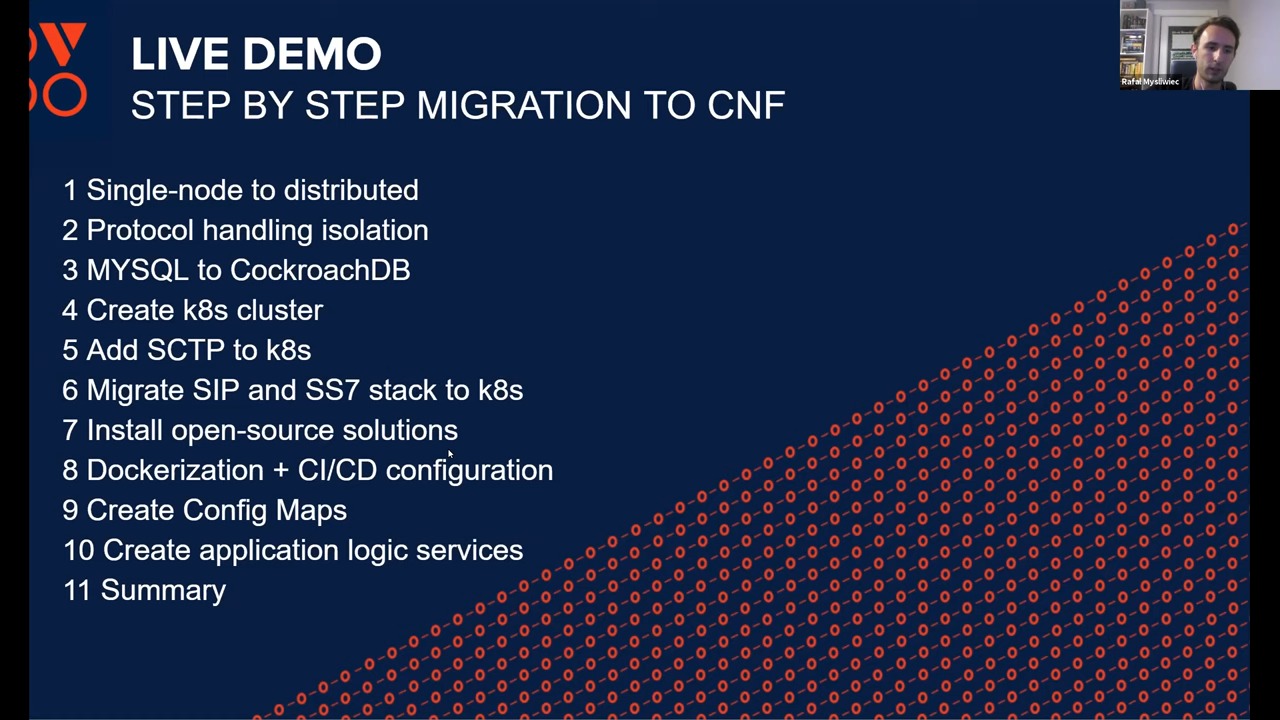 LIVE DEMO
STEP BY STEP MIGRATION TO CNF
Rafał Myśliwiec
1 Single-node to distributed
2 Protocol handling isolation
3 MYSQL to CockroachDB
4 Create k8s cluster
5 Add SCTP to k8s
6 Migrate SIP and SS7 stack to k8s
7 Install open-source solutions
8 Dockerization + CI/CD configuration
9 Create Config Maps
10 Create application logic services
11 Summary